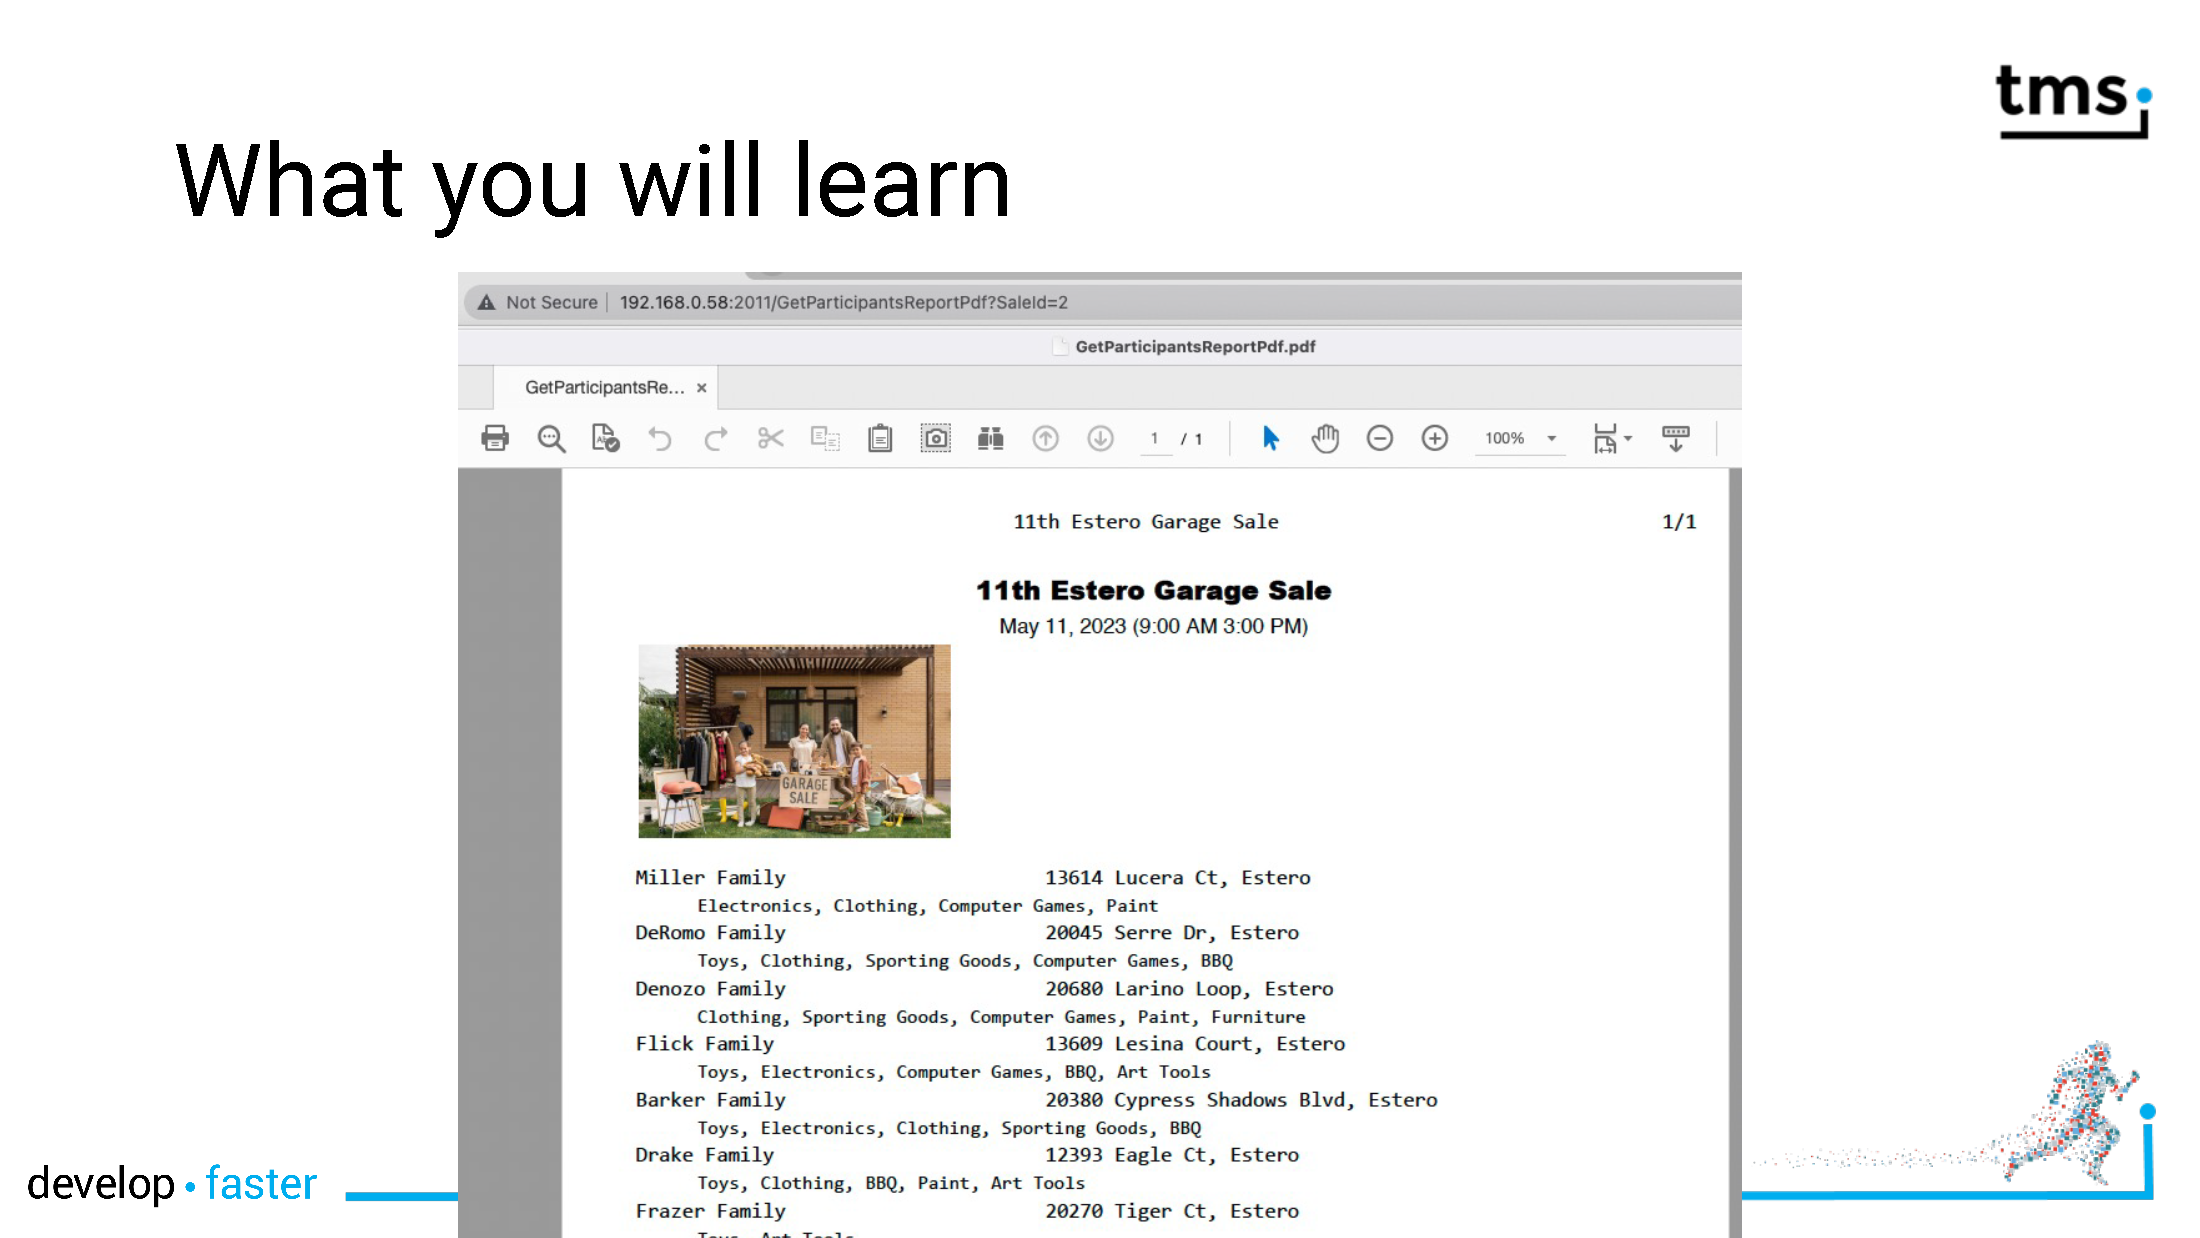 tms
What you will learn
Not Secure | 192.168.0.58:2011/GetParticipantsReportPdf?SaleId=2
GetParticipantsReportPdf.pdf
GetParticipantsRe... ×
1 / 1 100%
11th Estero Garage Sale 1/1
11th Estero Garage Sale
May 11, 2023 (9:00 AM 3:00 PM)
GARAGE
SALE
Miller Family 13614 Lucera Ct, Estero
Electronics, Clothing, Computer Games, Paint
DeRomo Family 20045 Serre Dr, Estero
Toys, Clothing, Sporting Goods, Computer Games, BBQ
Denozo Family 20680 Larino Loop, Estero
Clothing, Sporting Goods, Computer Games, Paint, Furniture
Flick Family 13609 Lesina Court, Estero
Toys, Electronics, Computer Games, BBQ, Art Tools
Barker Family 20380 Cypress Shadows Blvd, Estero
Toys, Electronics, Clothing, Sporting Goods, BBQ
Drake Family 12393 Eagle Ct, Estero
Toys, Clothing, BBQ, Paint, Art Tools
Frazer Family 20270 Tiger Ct, Estero
Toys, Art Tools
develop • faster